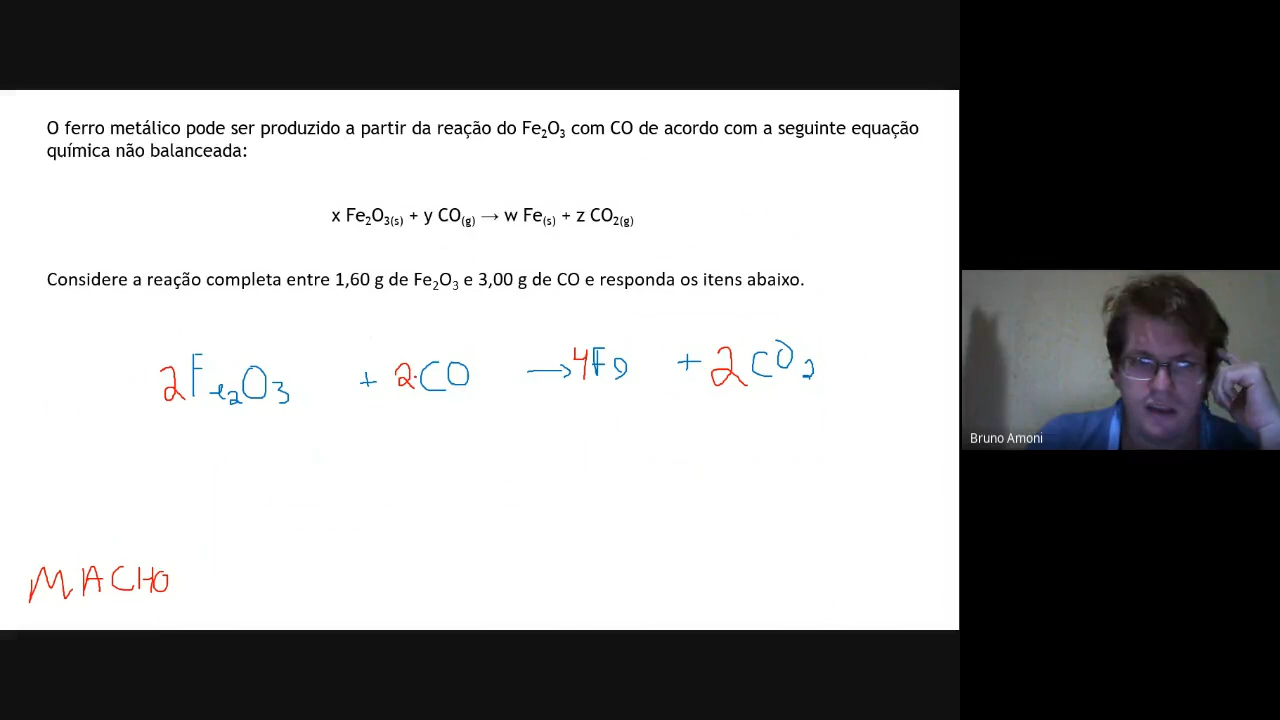 O ferro metálico pode ser produzido a partir da reação do Fe₂O₃ com CO de acordo com a seguinte equação
química não balanceada:
x Fe₂O₃(s) + y CO(g) → w Fe(s) + z CO₂(g)
Considere a reação completa entre 1,60 g de Fe₂O₃ e 3,00 g de CO e responda os itens abaixo.
2Fe₂O₃ + 2·CO → 4Fe + 2CO₂
MACHO
Bruno Amoni